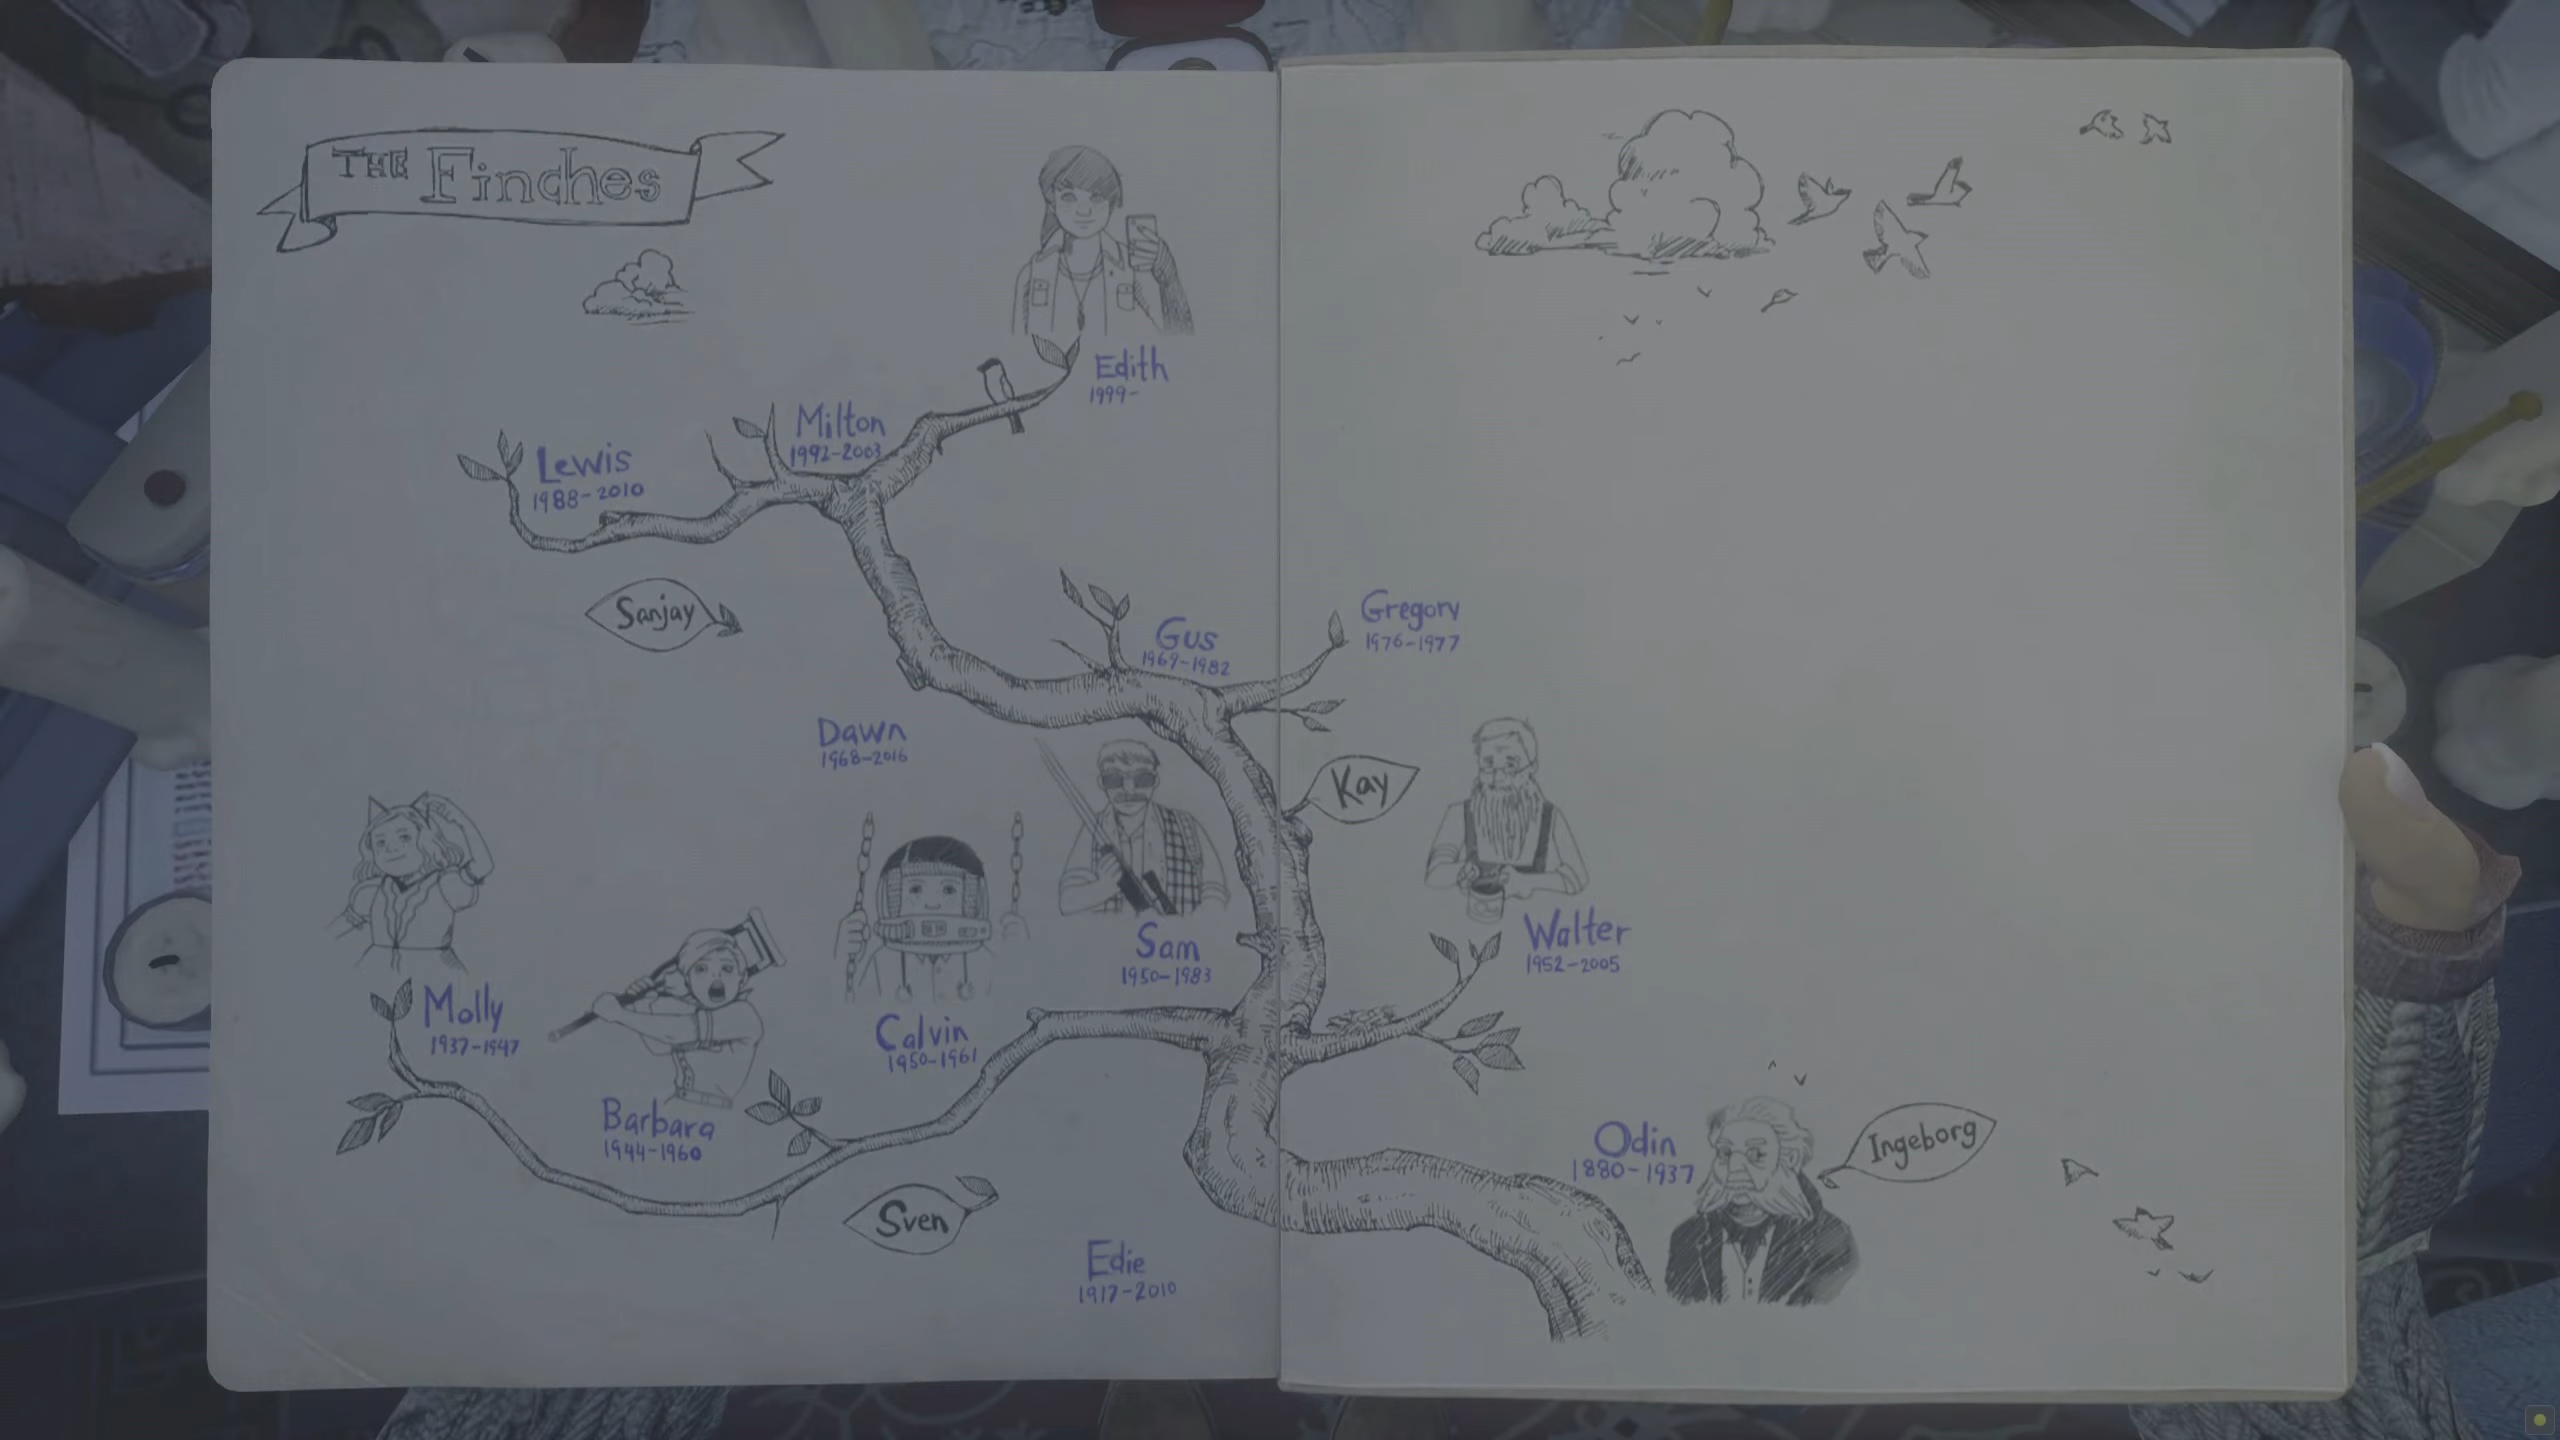 THE Finches
Edith
1999-
Milton
1992-2003
Lewis
1988-2010
Sanjay
Gus
1969-1982
Gregory
1976-1977
Dawn
1968-2016
Kay
Sam
1950-1983
Walter
1952-2005
Molly
1937-1947
Calvin
1950-1961
Barbara
1944-1960
Odin
1880-1937
Ingeborg
Sven
Edie
1917-2010